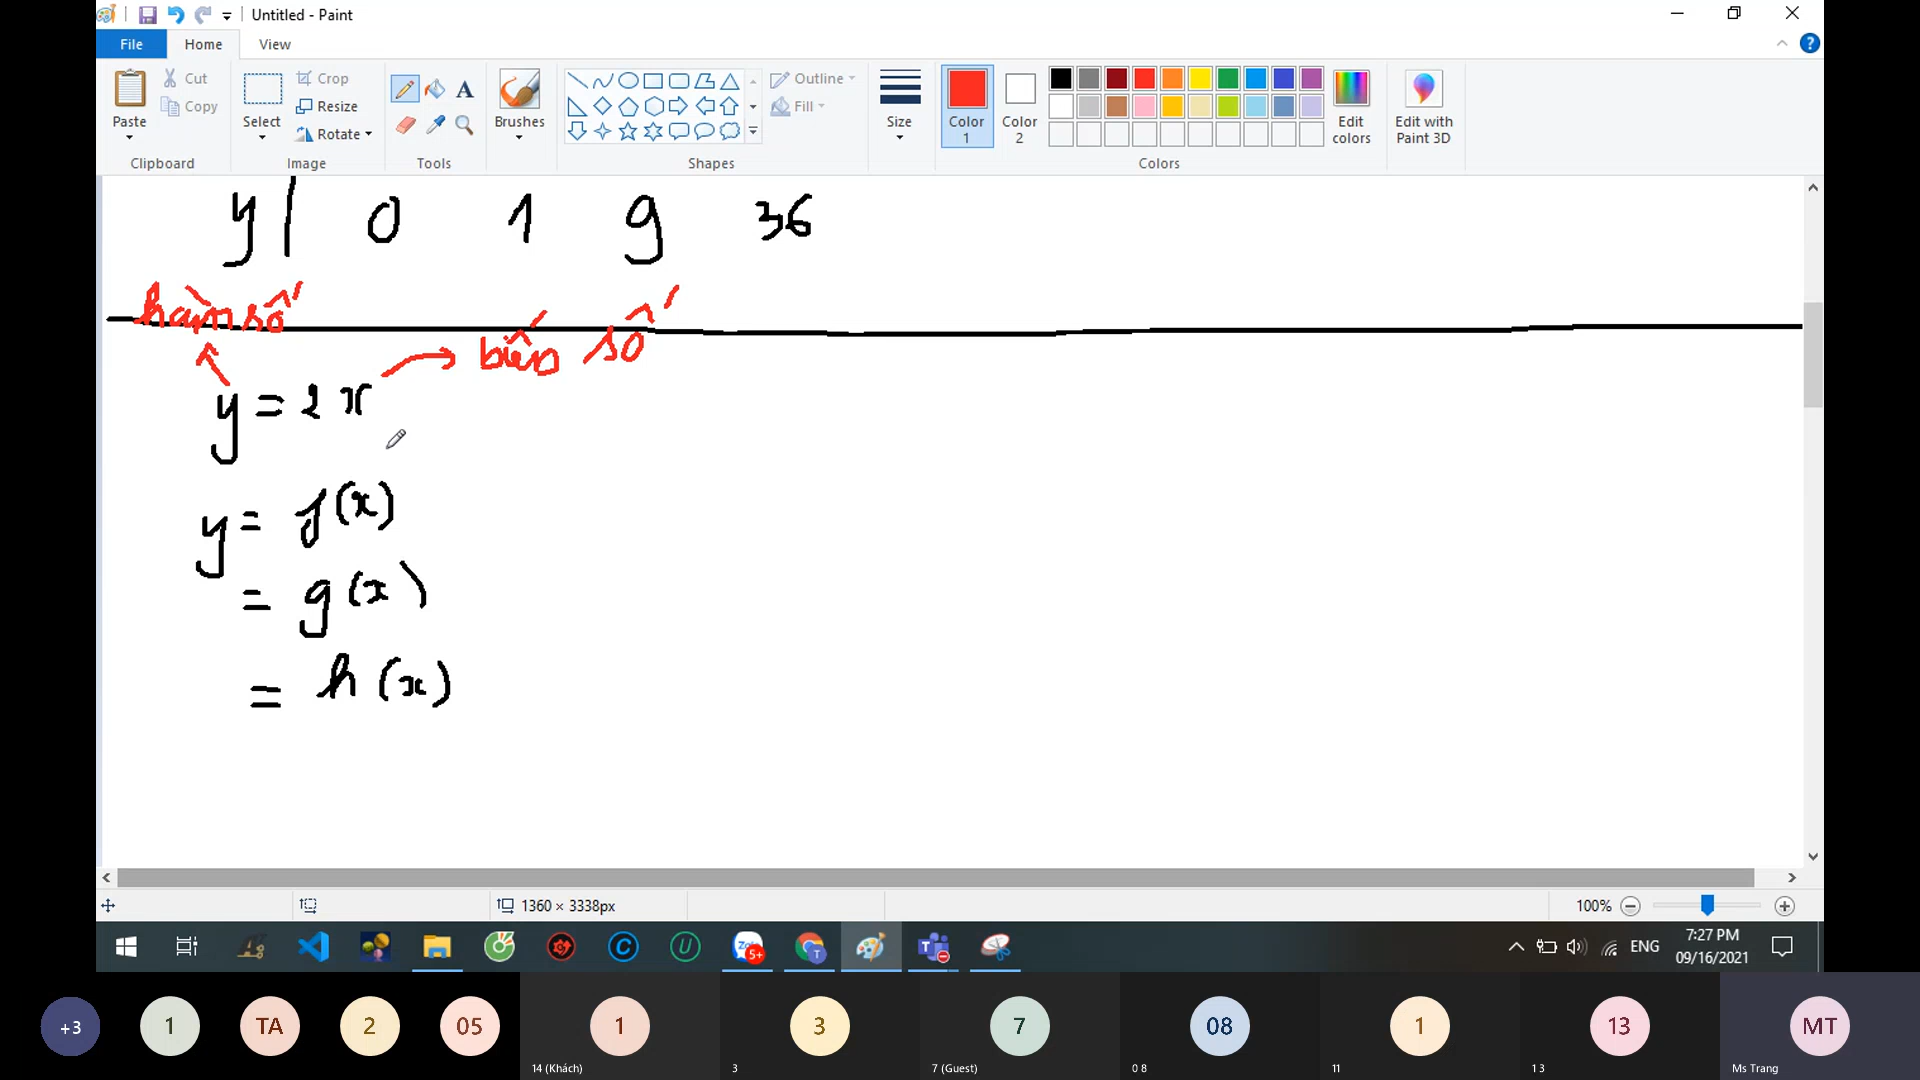 Untitled - Paint
File Home View
Paste Cut Copy Clipboard
Select Crop Resize Rotate Image
Tools
Brushes
Outline Fill Shapes
Size
Color 1 Color 2 Edit colors Edit with Paint 3D Colors
y | 0 1 9 36
hàm số
biến số
y = 2x
y = f(x)
= g(x)
= h(x)
1360 × 3338px 100%
ENG 7:27 PM
09/16/2021
+3 1 TA 2 05 1 3 7 08 1 13 MT
14 (Khách) 3 7 (Guest) 0 8 11 1 3 Ms Trang